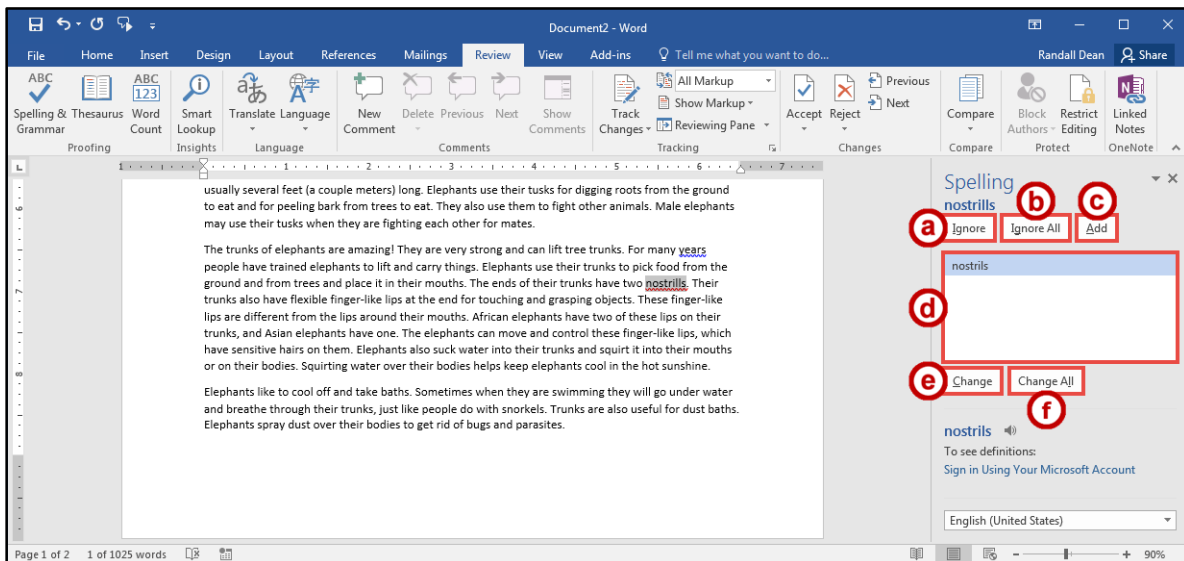 Document2 - Word
File Home Insert Design Layout References Mailings Review View Add-ins Tell me what you want to do... Randall Dean Share
ABC
Spelling & Grammar
Thesaurus
ABC
123
Word Count
Proofing
Smart Lookup
Insights
Translate
Language
Language
New Comment
Delete
Previous
Next
Show Comments
Comments
Track Changes
All Markup
Show Markup
Reviewing Pane
Tracking
Accept
Reject
Previous
Next
Changes
Compare
Compare
Block Authors
Restrict Editing
Protect
N
Linked Notes
OneNote
L
1 1 2 3 4 5 6 7
6
7
8
usually several feet (a couple meters) long. Elephants use their tusks for digging roots from the ground
to eat and for peeling bark from trees to eat. They also use them to fight other animals. Male elephants
may use their tusks when they are fighting each other for mates.
The trunks of elephants are amazing! They are very strong and can lift tree trunks. For many years
people have trained elephants to lift and carry things. Elephants use their trunks to pick food from the
ground and from trees and place it in their mouths. The ends of their trunks have two nostrills. Their
trunks also have flexible finger-like lips at the end for touching and grasping objects. These finger-like
lips are different from the lips around their mouths. African elephants have two of these lips on their
trunks, and Asian elephants have one. The elephants can move and control these finger-like lips, which
have sensitive hairs on them. Elephants also suck water into their trunks and squirt it into their mouths
or on their bodies. Squirting water over their bodies helps keep elephants cool in the hot sunshine.
Elephants like to cool off and take baths. Sometimes when they are swimming they will go under water
and breathe through their trunks, just like people do with snorkels. Trunks are also useful for dust baths.
Elephants spray dust over their bodies to get rid of bugs and parasites.
Spelling
nostrills
a Ignore
b Ignore All
c Add
d nostrils
e Change
Change All f
nostrils
To see definitions:
Sign in Using Your Microsoft Account
English (United States)
Page 1 of 2 1 of 1025 words 90%